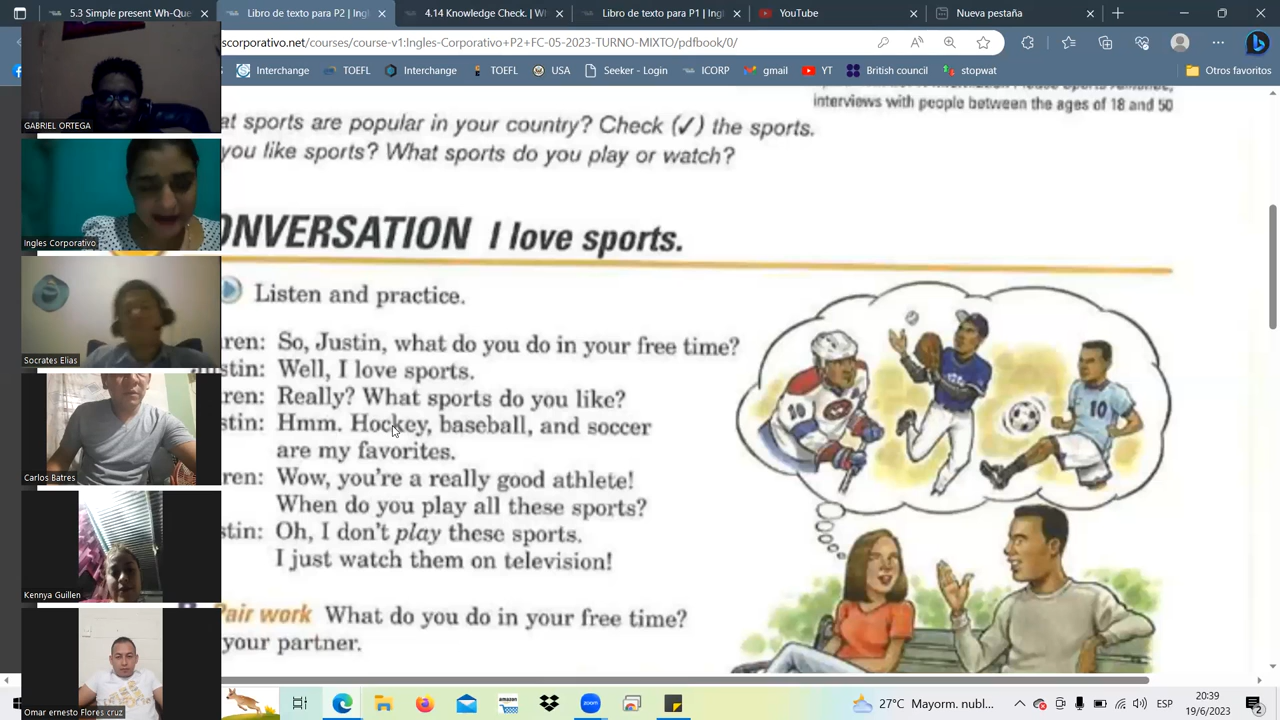 5.3 Simple Present Statement
Libro de texto para P2 | Ing
4.14 Knowledge Check. Pipe
Libro de texto para P1 | Ing
YouTube
Nueva pestaña
scorporativo.net/courses/course-v1:Ingles-Corporativo+P2+FC-05-2023-TURNO-MIXTO/pdfbook/0/
Interchange
TOEFL
Interchange
TOEFL
USA
Seeker - Login
ICORP
gmail
YT
British council
stopwat
Otros favoritos
interviews with people between the ages of 18 and 50
at sports are popular in your country? Check (✓) the sports.
you like sports? What sports do you play or watch?
ONVERSATION I love sports.
Listen and practice.
ren: So, Justin, what do you do in your free time?
stin: Well, I love sports.
ren: Really? What sports do you like?
stin: Hmm. Hockey, baseball, and soccer
are my favorites.
ren: Wow, you're a really good athlete!
When do you play all these sports?
stin: Oh, I don't play these sports.
I just watch them on television!
Pair work What do you do in your free time?
your partner.
10
10
GABRIEL ORTEGA
Ingles Corporativo
Socrates Elias
Carlos Batres
Kennya Guillen
Omar ernesto Flores cruz
zoom
27°C Mayorm. nubl...
ESP
20:39
19/6/2023
2